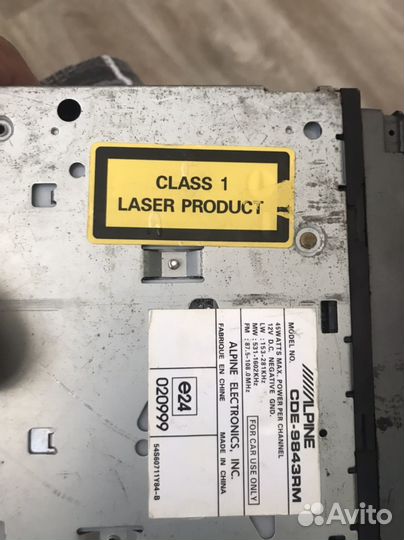 CLASS 1
LASER PRODUCT
ALPINE
MODEL NO. CDE-9843RM
45WATTS MAX. POWER PER CHANNEL
12V D.C. NEGATIVE GND.
LW : 153-281KHz
MW : 531-1602KHz
FM : 87.5-108.0MHz
FOR CAR USE ONLY
ALPINE ELECTRONICS, INC.
FABRIQUE EN CHINE
MADE IN CHINA
e24
020999
54S60711Y84-B
Avito